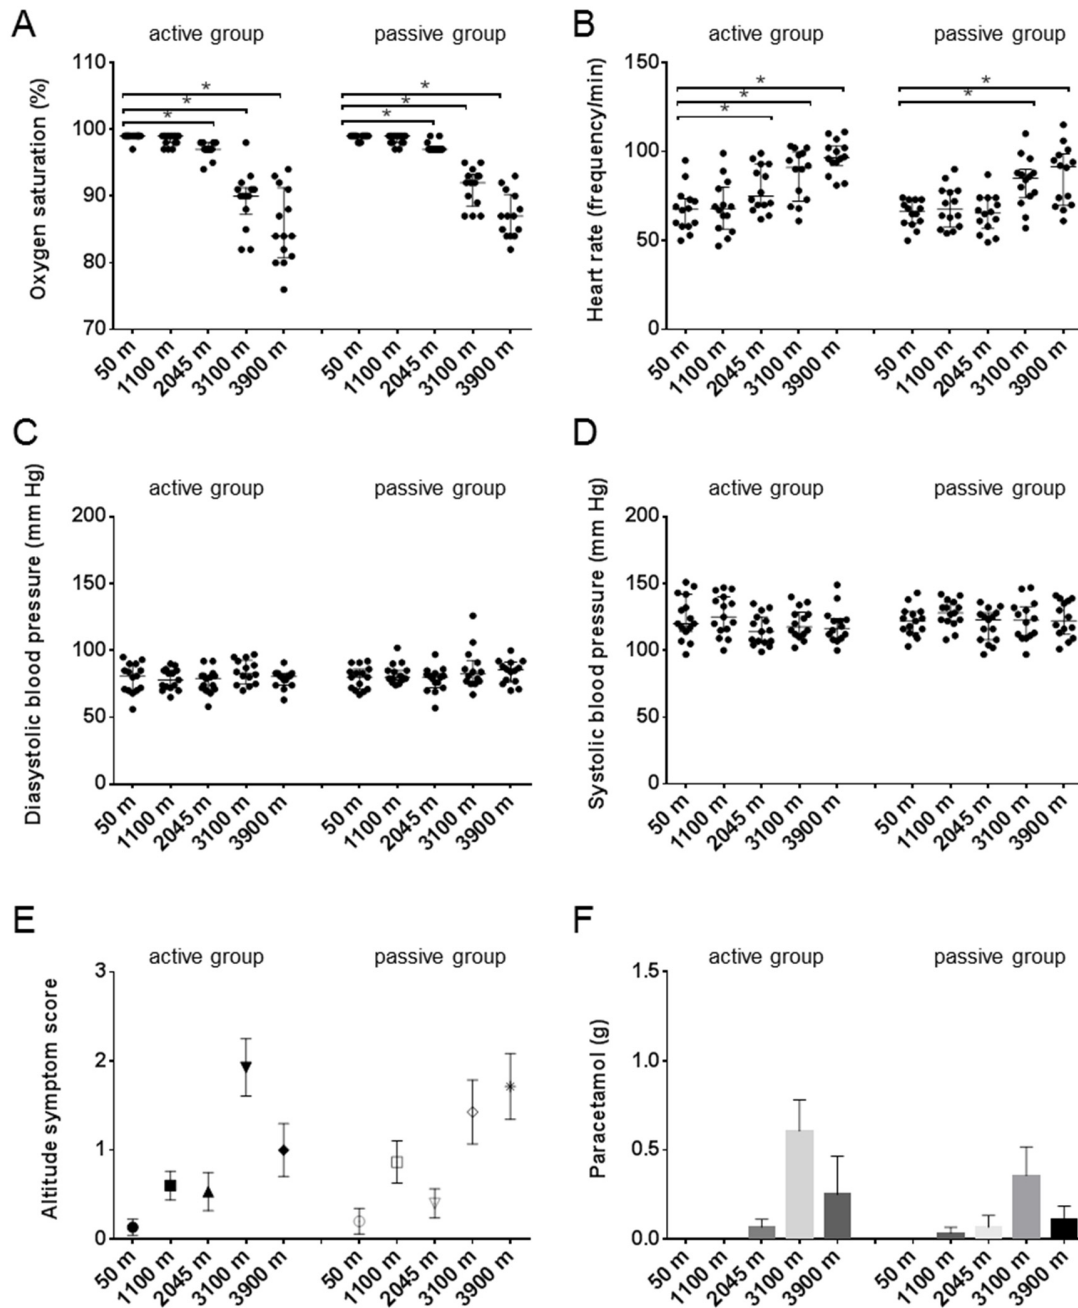 A
active group
passive group
Oxygen saturation (%)
110
100
90
80
70
* * *
* * *
50 m 1100 m 2045 m 3100 m 3900 m
50 m 1100 m 2045 m 3100 m 3900 m
B
active group
passive group
Heart rate (frequency/min)
150
100
50
0
* * *
* *
50 m 1100 m 2045 m 3100 m 3900 m
50 m 1100 m 2045 m 3100 m 3900 m
C
active group
passive group
Diasystolic blood pressure (mm Hg)
200
150
100
50
0
50 m 1100 m 2045 m 3100 m 3900 m
50 m 1100 m 2045 m 3100 m 3900 m
D
active group
passive group
Systolic blood pressure (mm Hg)
200
150
100
50
0
50 m 1100 m 2045 m 3100 m 3900 m
50 m 1100 m 2045 m 3100 m 3900 m
E
active group
passive group
Altitude symptom score
3
2
1
0
50 m 1100 m 2045 m 3100 m 3900 m
50 m 1100 m 2045 m 3100 m 3900 m
F
active group
passive group
Paracetamol (g)
1.5
1.0
0.5
0.0
50 m 1100 m 2045 m 3100 m 3900 m
50 m 1100 m 2045 m 3100 m 3900 m